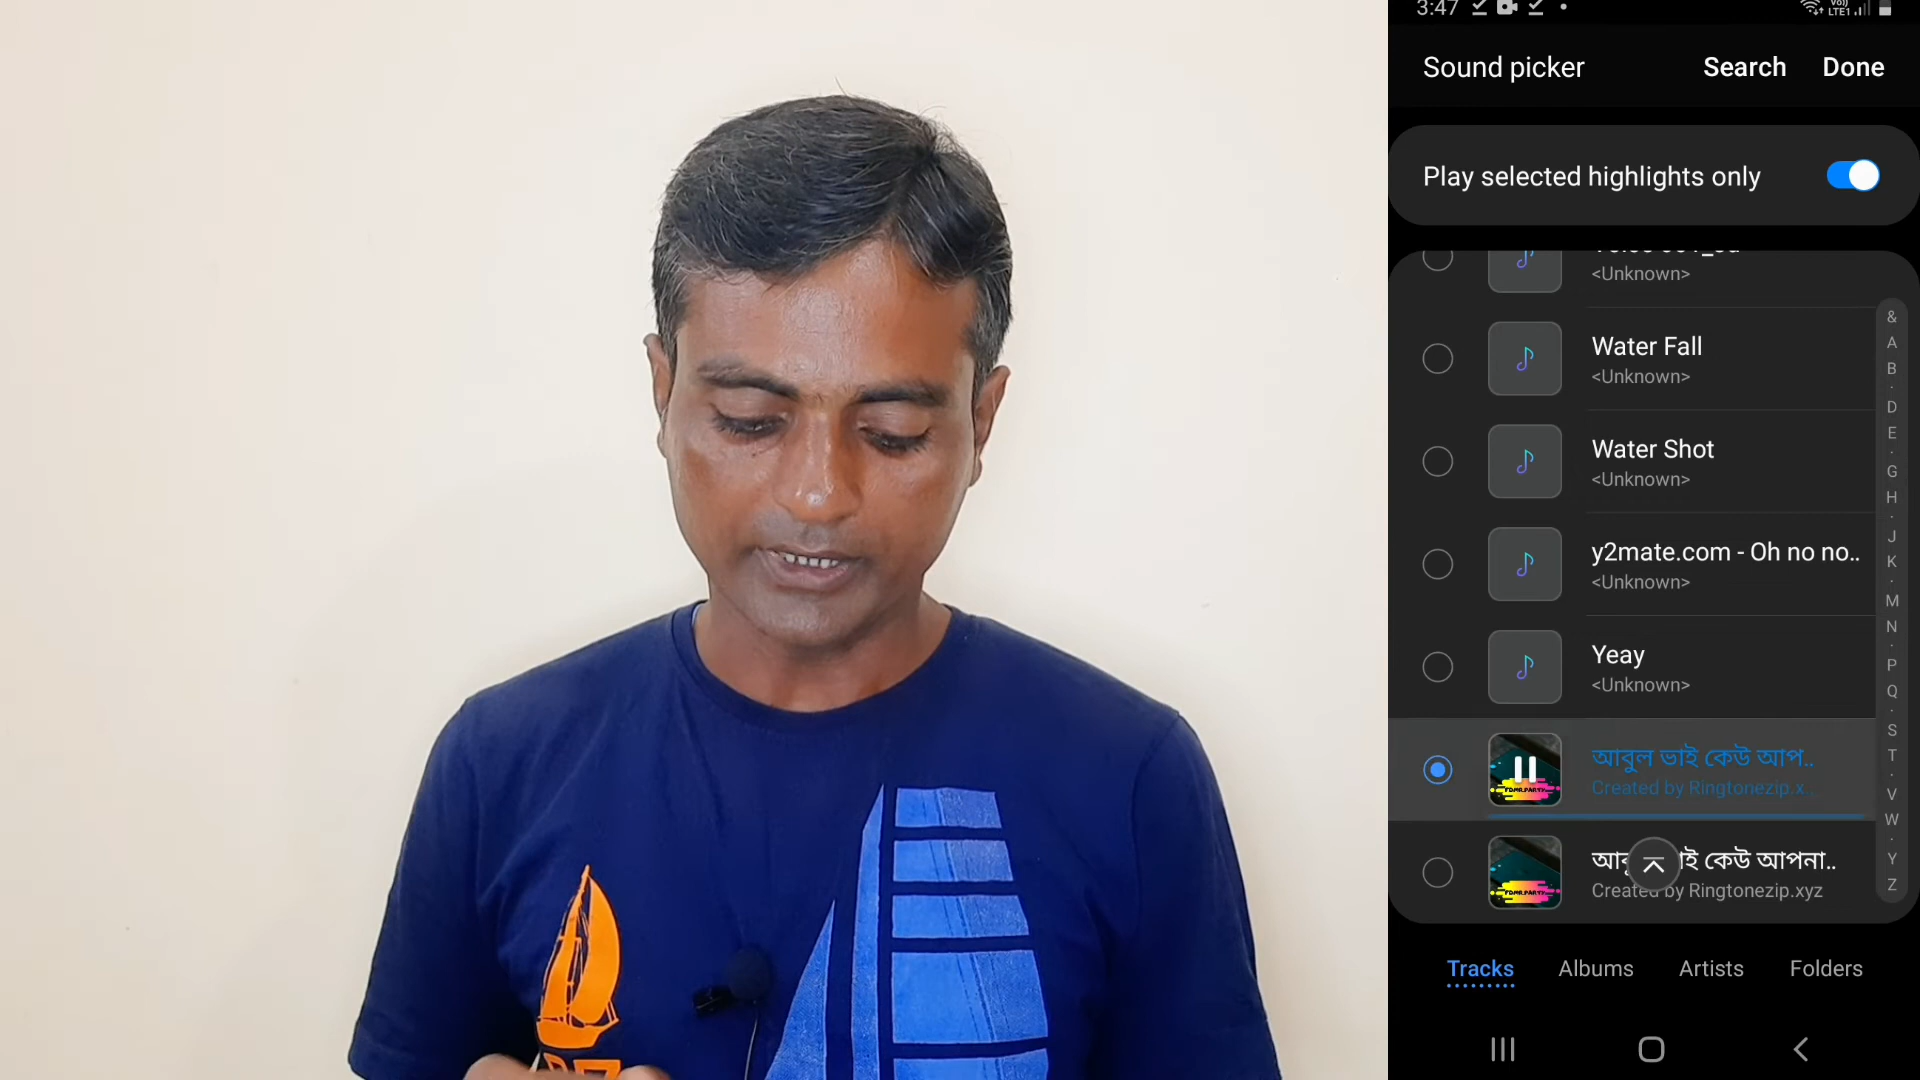 3:47
LTE1
Sound picker
Search
Done
Play selected highlights only
<Unknown>
Water Fall
<Unknown>
Water Shot
<Unknown>
y2mate.com - Oh no no..
<Unknown>
Yeay
<Unknown>
আবুল ভাই কেউ আপ..
Created by Ringtonezip.x..
কেউ আপনা..
Created by Ringtonezip.xyz
&
A
B
D
E
G
H
J
K
M
N
P
Q
S
T
V
W
Y
Z
Tracks
Albums
Artists
Folders